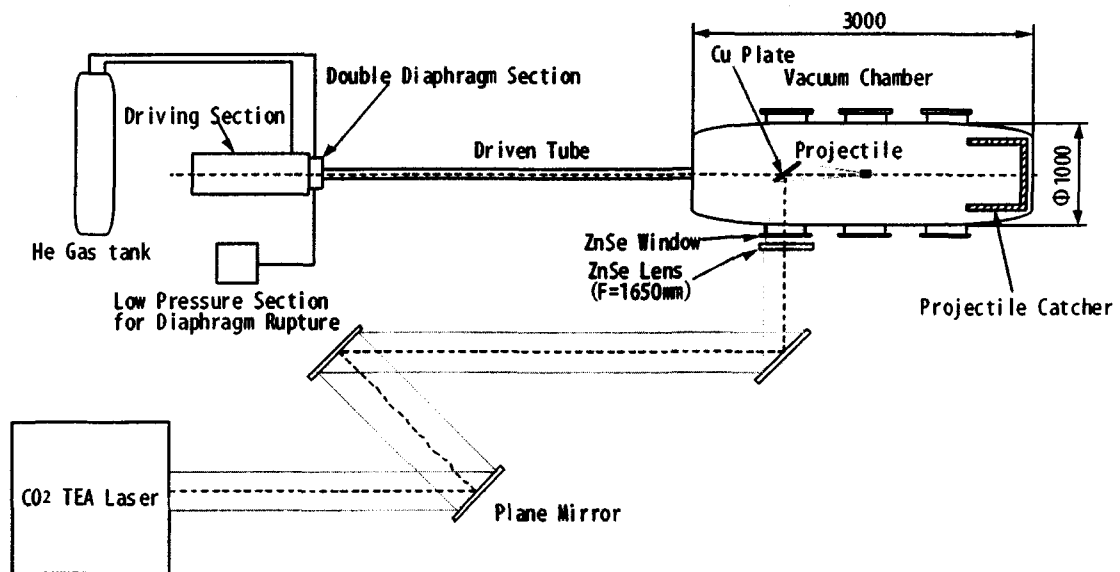 3000
Cu Plate
Vacuum Chamber
Double Diaphragm Section
Driving Section
Driven Tube
Projectile
Φ1000
He Gas tank
ZnSe Window
ZnSe Lens
(F=1650mm)
Low Pressure Section
for Diaphragm Rupture
Projectile Catcher
CO2 TEA Laser
Plane Mirror